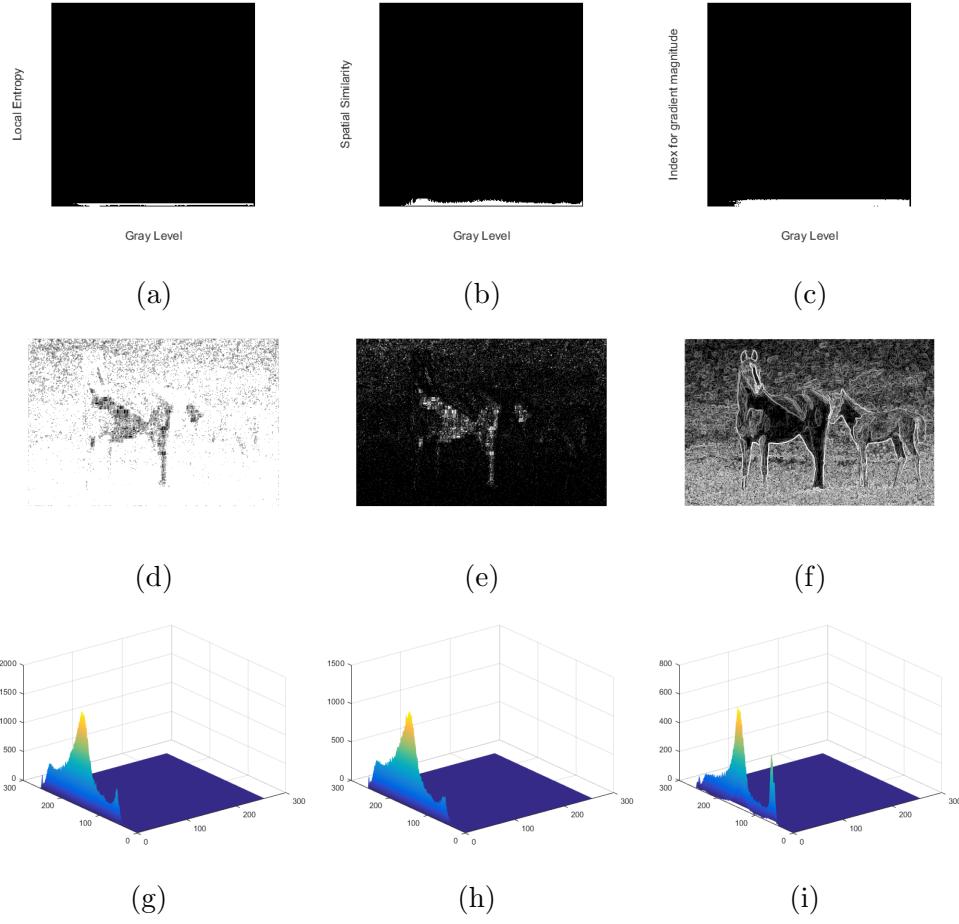 Local Entropy
Gray Level
(a)
Spatial Similarity
Gray Level
(b)
Index for gradient magnitude
Gray Level
(c)
(d)
(e)
(f)
2000
1500
1000
500
0
300
200
100
0
0
100
200
300
(g)
1500
1000
500
0
300
200
100
0
0
100
200
300
(h)
800
600
400
200
0
300
200
100
0
0
100
200
300
(i)